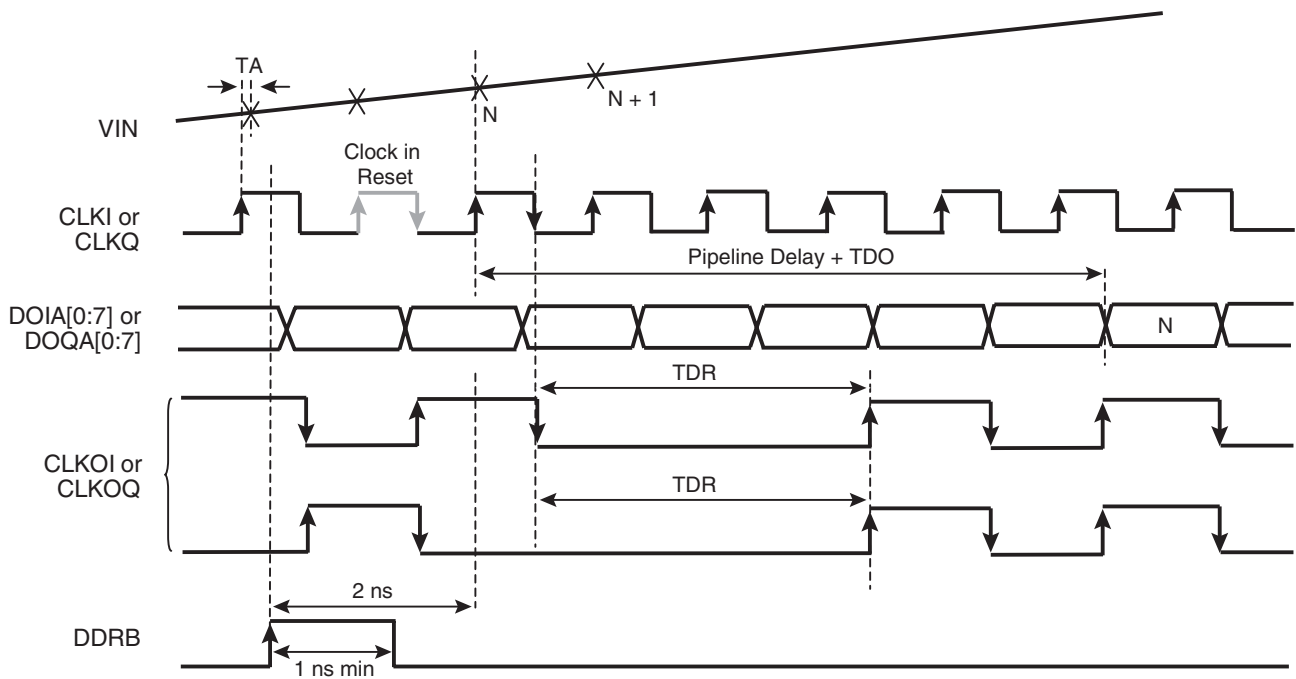 TA
N
N + 1
VIN
Clock in
Reset
CLKI or
CLKQ
Pipeline Delay + TDO
DOIA[0:7] or
DOQA[0:7]
N
TDR
CLKOI or
CLKOQ
TDR
2 ns
DDRB
1 ns min